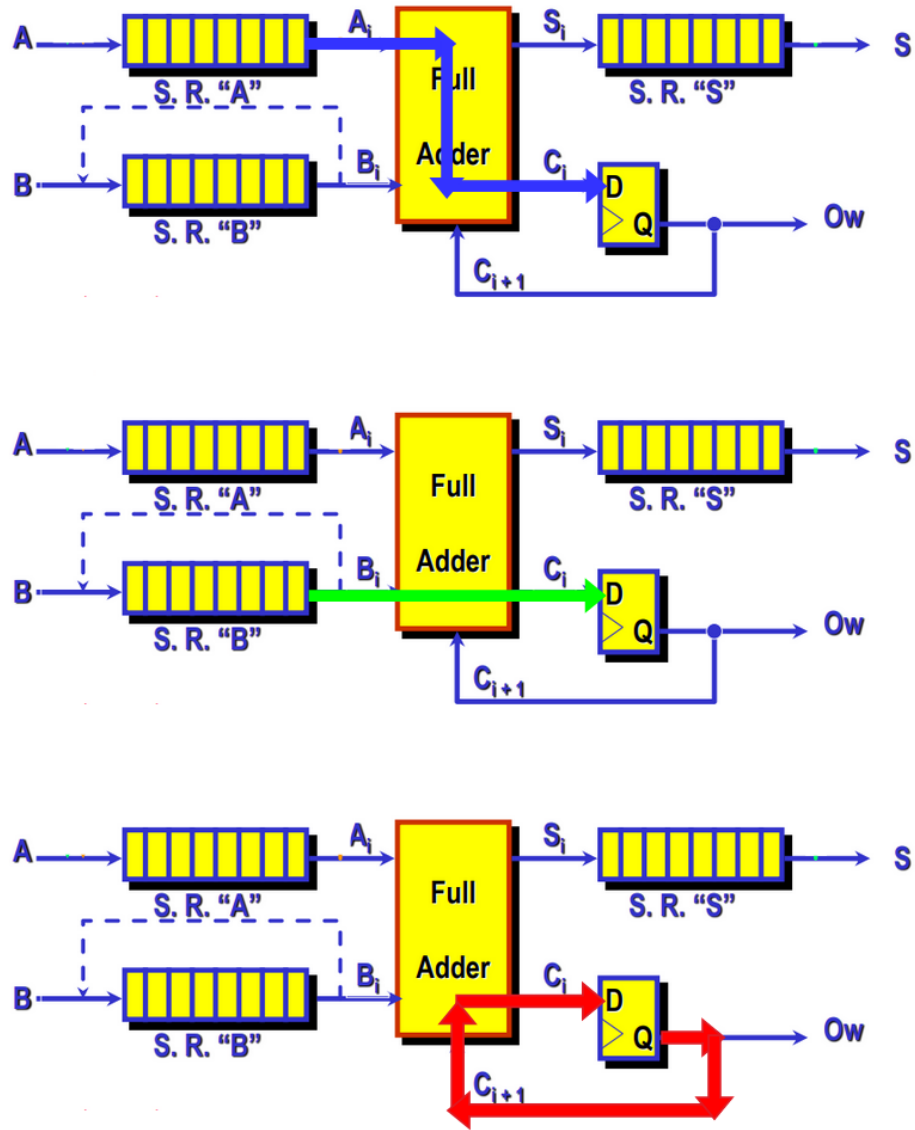 A Ai Si S
Full
S. R. “A” S. R. “S”
Adder
B Bi Ci D
Q Ow
S. R. “B”
Ci + 1
A Ai Si S
Full
S. R. “A” S. R. “S”
Adder
B Bi Ci D
Q Ow
S. R. “B”
Ci + 1
A Ai Si S
Full
S. R. “A” S. R. “S”
Adder
B Bi Ci D
Q Ow
S. R. “B”
Ci + 1